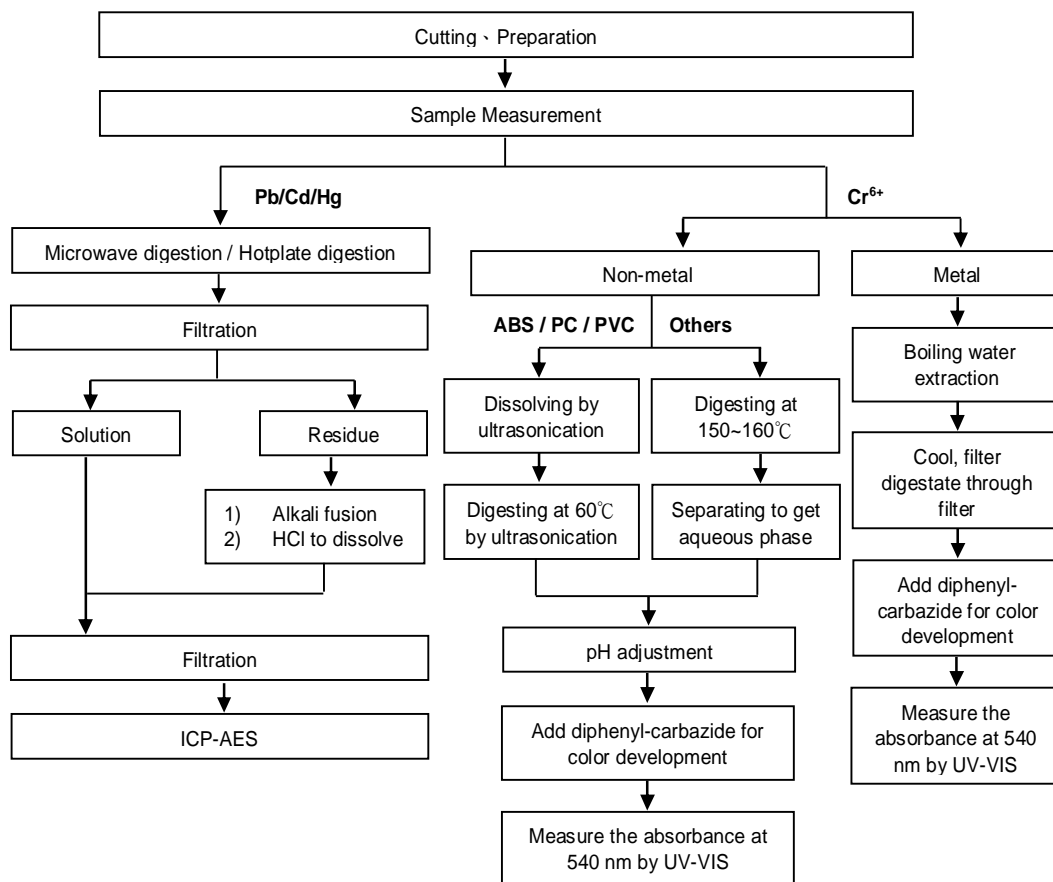 Cutting、Preparation
Sample Measurement
Pb/Cd/Hg
Cr6+
Microwave digestion / Hotplate digestion
Non-metal
Metal
Filtration
ABS / PC / PVC
Others
Boiling water
extraction
Solution
Residue
Dissolving by
ultrasonication
Digesting at
150~160℃
Cool, filter
digestate through
filter
1) Alkali fusion
2) HCl to dissolve
Digesting at 60℃
by ultrasonication
Separating to get
aqueous phase
Add diphenyl-
carbazide for color
development
Filtration
pH adjustment
ICP-AES
Add diphenyl-carbazide for
color development
Measure the
absorbance at 540
nm by UV-VIS
Measure the absorbance at
540 nm by UV-VIS